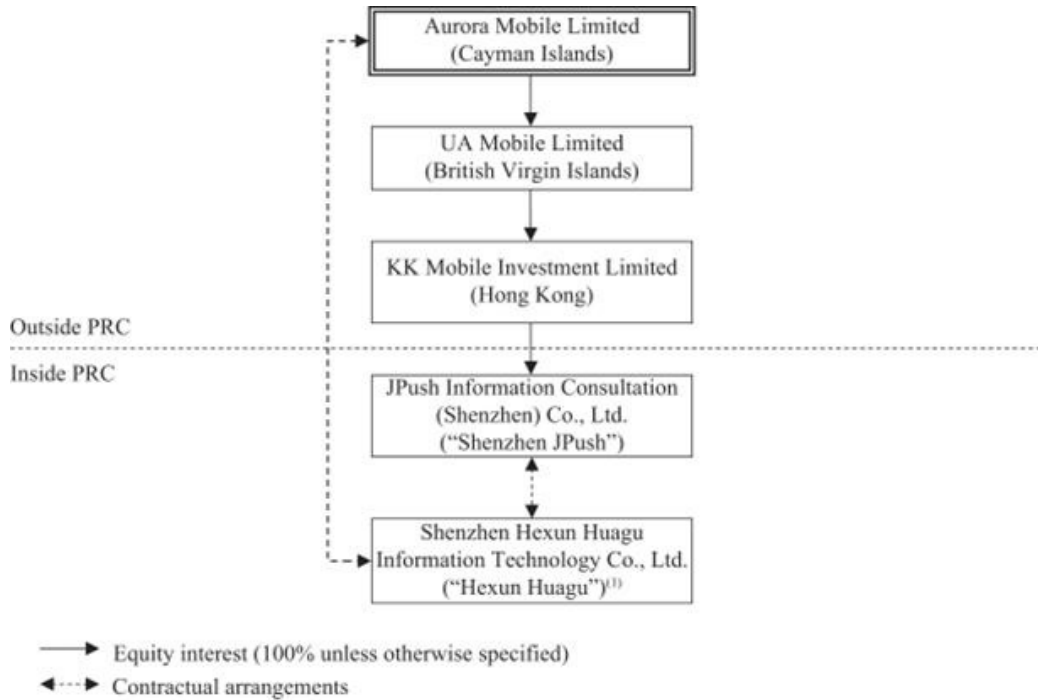 Aurora Mobile Limited
(Cayman Islands)
UA Mobile Limited
(British Virgin Islands)
KK Mobile Investment Limited
(Hong Kong)
Outside PRC
Inside PRC
JPush Information Consultation
(Shenzhen) Co., Ltd.
(“Shenzhen JPush”)
Shenzhen Hexun Huagu
Information Technology Co., Ltd.
(“Hexun Huagu”)(1)
Equity interest (100% unless otherwise specified)
Contractual arrangements